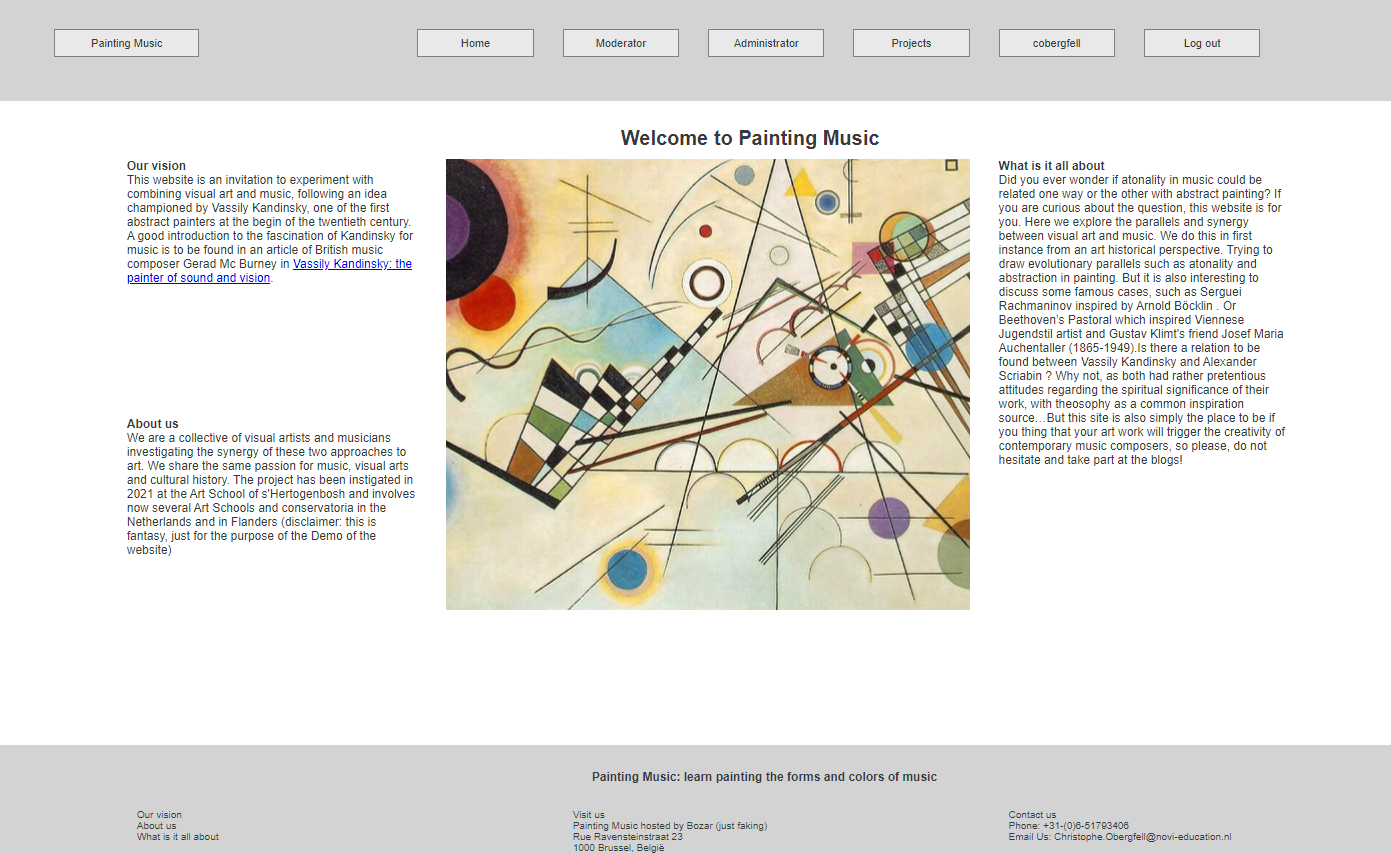 Painting Music
Home
Moderator
Administrator
Projects
cobergfell
Log out
Welcome to Painting Music
Our vision
This website is an invitation to experiment with
combining visual art and music, following an idea
championed by Vassily Kandinsky, one of the first
abstract painters at the begin of the twentieth century.
A good introduction to the fascination of Kandinsky for
music is to be found in an article of British music
composer Gerad Mc Burney in Vassily Kandinsky: the
painter of sound and vision.
About us
We are a collective of visual artists and musicians
investigating the synergy of these two approaches to
art. We share the same passion for music, visual arts
and cultural history. The project has been instigated in
2021 at the Art School of s'Hertogenbosh and involves
now several Art Schools and conservatoria in the
Netherlands and in Flanders (disclaimer: this is
fantasy, just for the purpose of the Demo of the
website)
What is it all about
Did you ever wonder if atonality in music could be
related one way or the other with abstract painting? If
you are curious about the question, this website is for
you. Here we explore the parallels and synergy
between visual art and music. We do this in first
instance from an art historical perspective. Trying to
draw evolutionary parallels such as atonality and
abstraction in painting. But it is also interesting to
discuss some famous cases, such as Serguei
Rachmaninov inspired by Arnold Böcklin . Or
Beethoven's Pastoral which inspired Viennese
Jugendstil artist and Gustav Klimt's friend Josef Maria
Auchentaller (1865-1949).Is there a relation to be
found between Vassily Kandinsky and Alexander
Scriabin ? Why not, as both had rather pretentious
attitudes regarding the spiritual significance of their
work, with theosophy as a common inspiration
source…But this site is also simply the place to be if
you thing that your art work will trigger the creativity of
contemporary music composers, so please, do not
hesitate and take part at the blogs!
Painting Music: learn painting the forms and colors of music
Our vision
About us
What is it all about
Visit us
Painting Music hosted by Bozar (just faking)
Rue Ravensteinstraat 23
1000 Brussel, België
Contact us
Phone: +31-(0)6-51793406
Email Us: Christophe.Obergfell@novi-education.nl